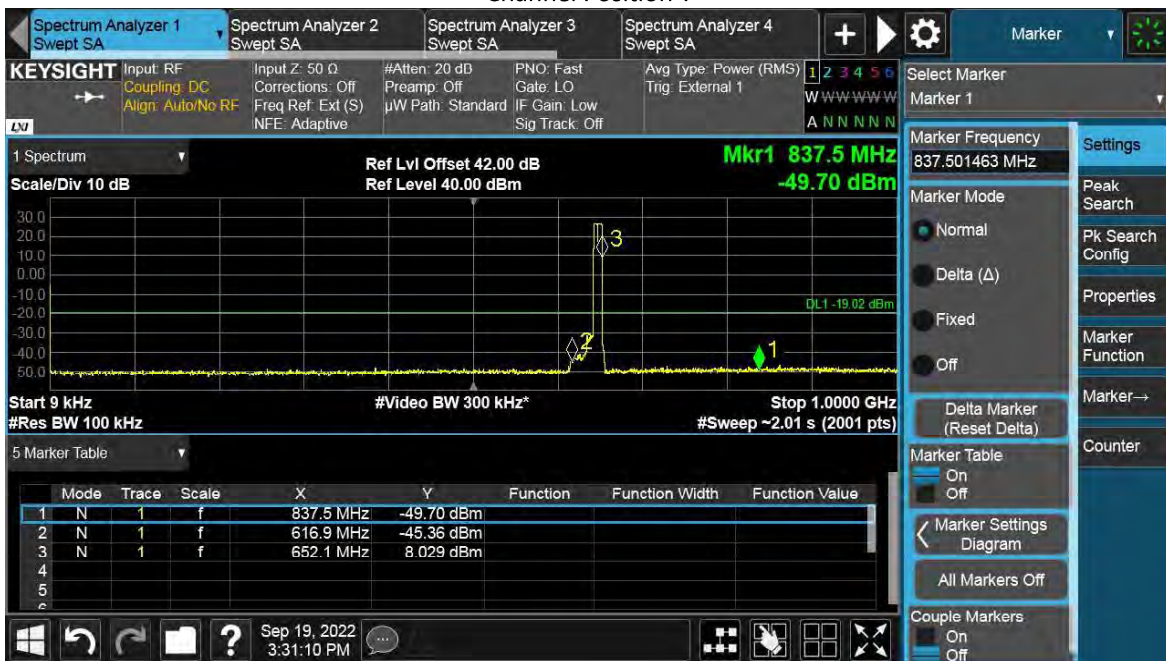 Channel Position T
Spectrum Analyzer 1
Swept SA
Spectrum Analyzer 2
Swept SA
Spectrum Analyzer 3
Swept SA
Spectrum Analyzer 4
Swept SA
+
Marker
KEYSIGHT
LXI
Input: RF
Coupling: DC
Align: Auto/No RF
Input Z: 50 Ω
Corrections: Off
Freq Ref: Ext (S)
NFE: Adaptive
#Atten: 20 dB
Preamp: Off
µW Path: Standard
PNO: Fast
Gate: LO
IF Gain: Low
Sig Track: Off
Avg Type: Power (RMS)
Trig: External 1
1 2 3 4 5 6
W W W W W W
A N N N N N
1 Spectrum
Scale/Div 10 dB
Ref Lvl Offset 42.00 dB
Ref Level 40.00 dBm
Mkr1 837.5 MHz
-49.70 dBm
30.0
20.0
10.0
0.00
-10.0
-20.0
-30.0
-40.0
50.0
3
DL1 -19.02 dBm
2
1
Start 9 kHz
#Res BW 100 kHz
#Video BW 300 kHz*
Stop 1.0000 GHz
#Sweep ~2.01 s (2001 pts)
5 Marker Table
Mode Trace Scale X Y Function Function Width Function Value
1 N 1 f 837.5 MHz -49.70 dBm
2 N 1 f 616.9 MHz -45.36 dBm
3 N 1 f 652.1 MHz 8.029 dBm
4
5
Select Marker
Marker 1
Marker Frequency
837.501463 MHz
Marker Mode
Normal
Delta (Δ)
Fixed
Off
Delta Marker
(Reset Delta)
Marker Table
On
Off
Marker Settings
Diagram
All Markers Off
Couple Markers
On
Off
Settings
Peak
Search
Pk Search
Config
Properties
Marker
Function
Marker→
Counter
?
Sep 19, 2022
3:31:10 PM